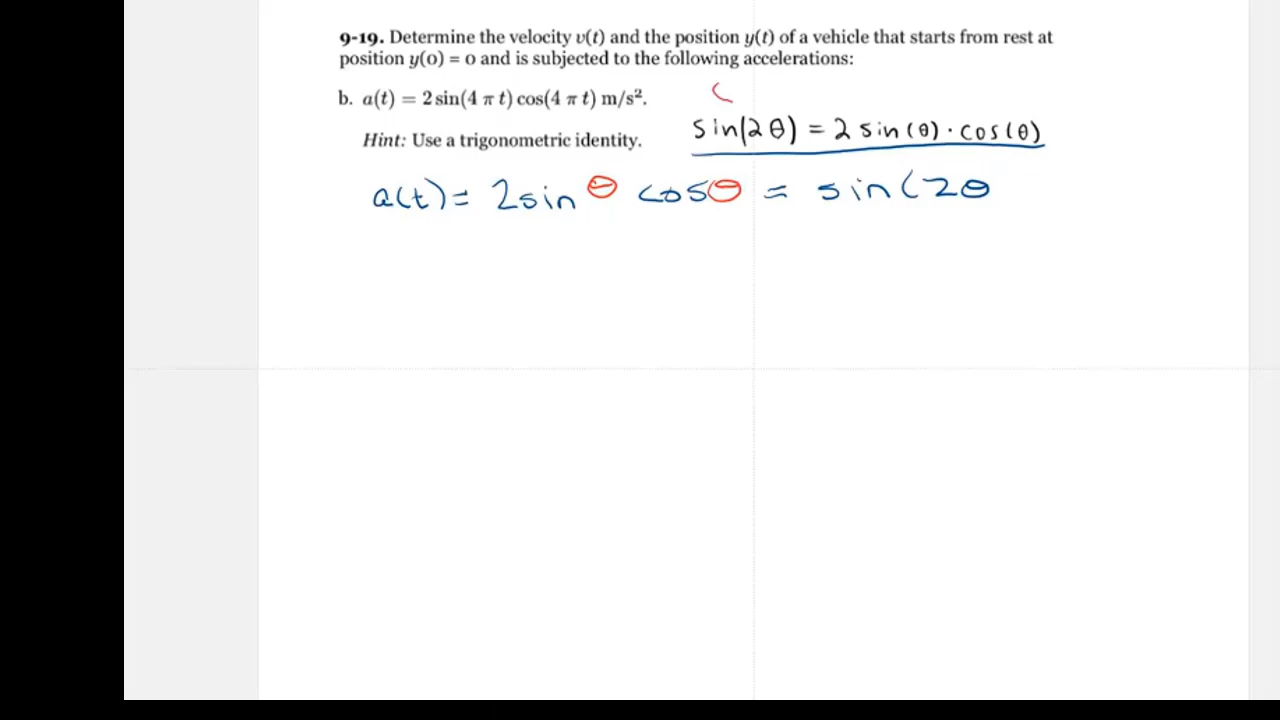 9-19. Determine the velocity v(t) and the position y(t) of a vehicle that starts from rest at
position y(0) = 0 and is subjected to the following accelerations:
b. a(t) = 2 sin(4 π t) cos(4 π t) m/s².
sin(2θ) = 2 sin(θ) · cos(θ)
Hint: Use a trigonometric identity.
a(t) = 2sin θ cosθ = sin(2θ